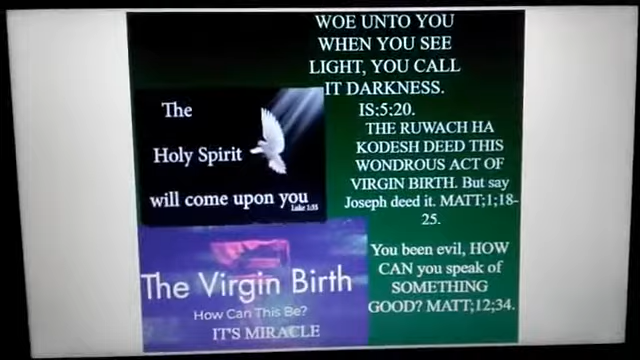 WOE UNTO YOU
WHEN YOU SEE
LIGHT, YOU CALL
IT DARKNESS.
IS;5;20.
THE RUWACH HA
KODESH DEED THIS
WONDROUS ACT OF
VIRGIN BIRTH. But say
Joseph deed it. MATT;1;18-
25.
You been evil, HOW
CAN you speak of
SOMETHING
GOOD? MATT;12;34.
The
Holy Spirit
will come upon you
Luke 1:35
The Virgin Birth
How Can This Be?
IT'S MIRACLE